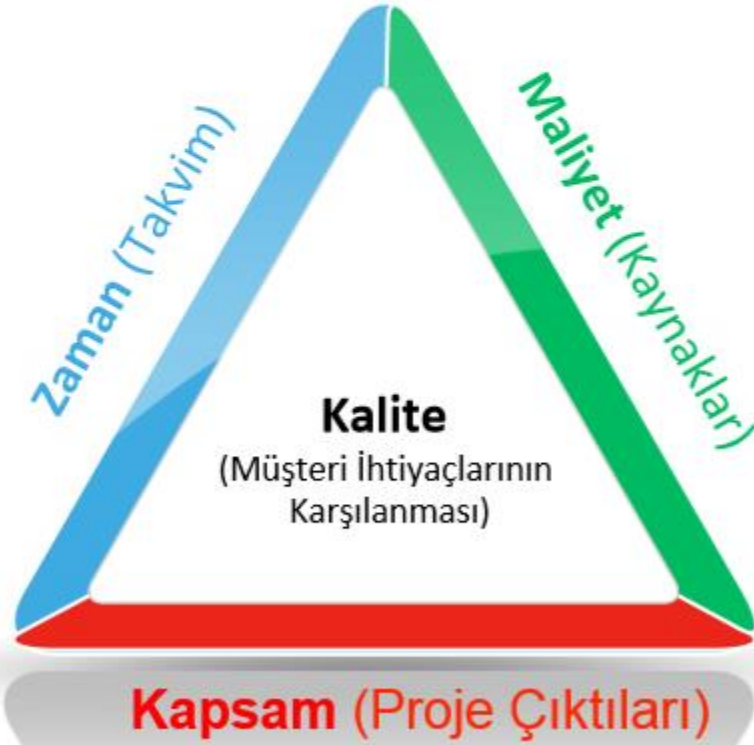 Zaman (Takvim)
Maliyet (Kaynaklar)
Kalite
(Müşteri İhtiyaçlarının
Karşılanması)
Kapsam (Proje Çıktıları)